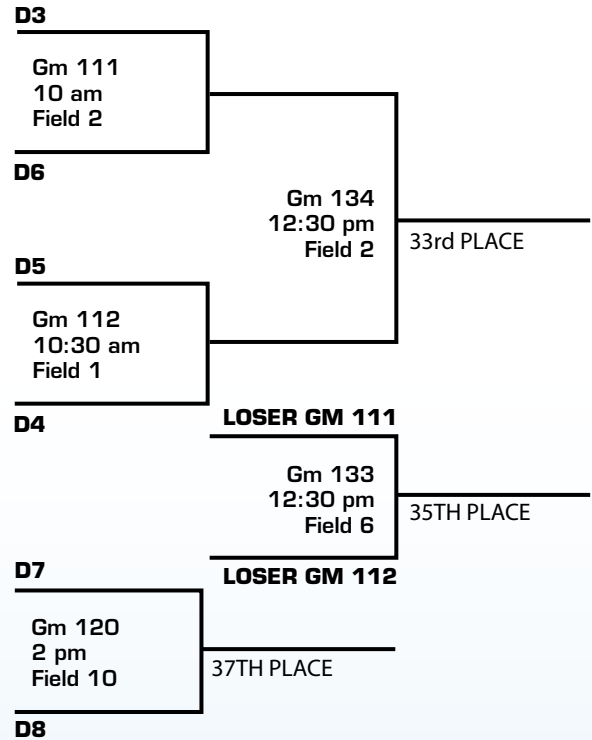 D3
Gm 111
10 am
Field 2
D6
Gm 134
12:30 pm
Field 2
33rd PLACE
D5
Gm 112
10:30 am
Field 1
D4
LOSER GM 111
Gm 133
12:30 pm
Field 6
35TH PLACE
LOSER GM 112
D7
Gm 120
2 pm
Field 10
37TH PLACE
D8